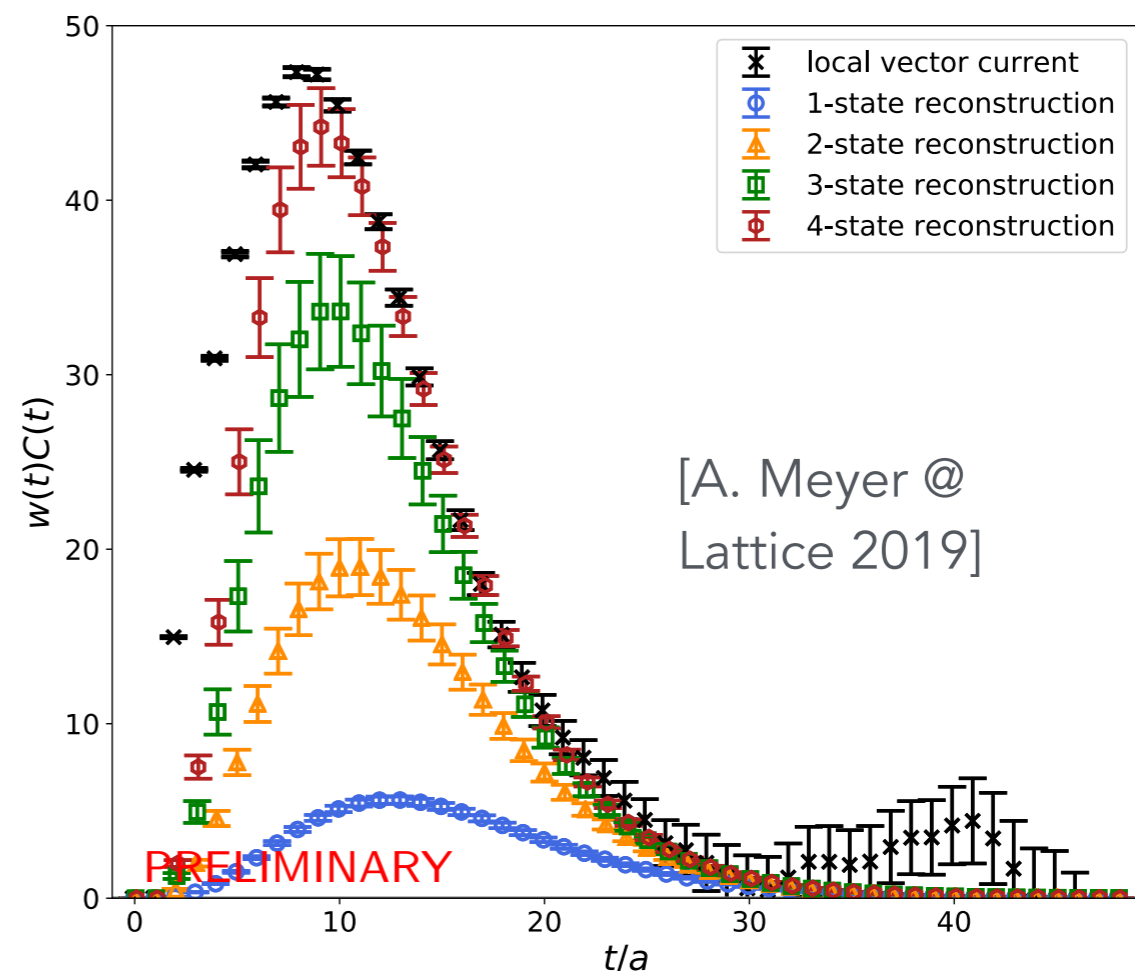 50
40
30
20
10
0
w(t)C(t)
local vector current
1-state reconstruction
2-state reconstruction
3-state reconstruction
4-state reconstruction
[A. Meyer @
Lattice 2019]
PRELIMINARY
0 10 20 30 40
t/a